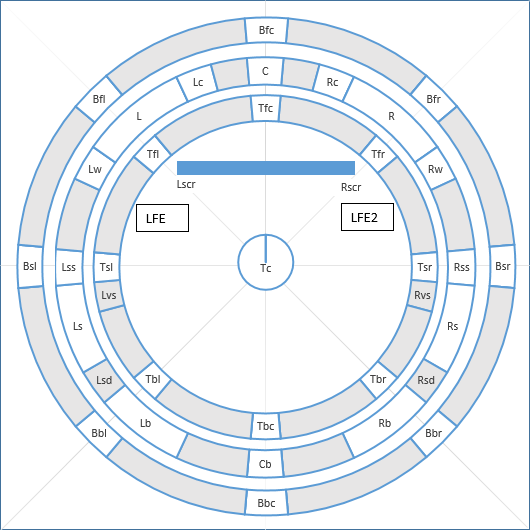 Bfc
Bfl
Bfr
Lc
C
Rc
L
R
Tfc
Tfl
Tfr
Lw
Rw
Lscr
Rscr
LFE
LFE2
Bsl
Lss
Tsl
Tc
Tsr
Rss
Bsr
Lvs
Rvs
Ls
Rs
Lsd
Tbl
Tbr
Rsd
Lb
Tbc
Rb
Bbl
Bbr
Cb
Bbc